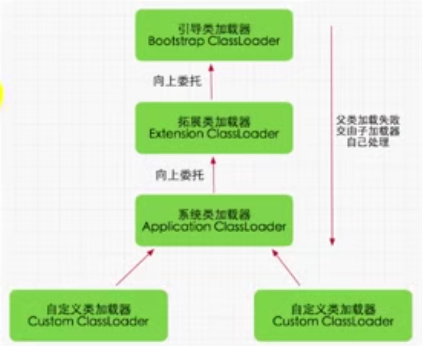 引导类加载器
Bootstrap ClassLoader
向上委托
拓展类加载器
Extension ClassLoader
父类加载失败
交由子加载器
自己处理
向上委托
系统类加载器
Application ClassLoader
自定义类加载器
Custom ClassLoader
自定义类加载器
Custom ClassLoader